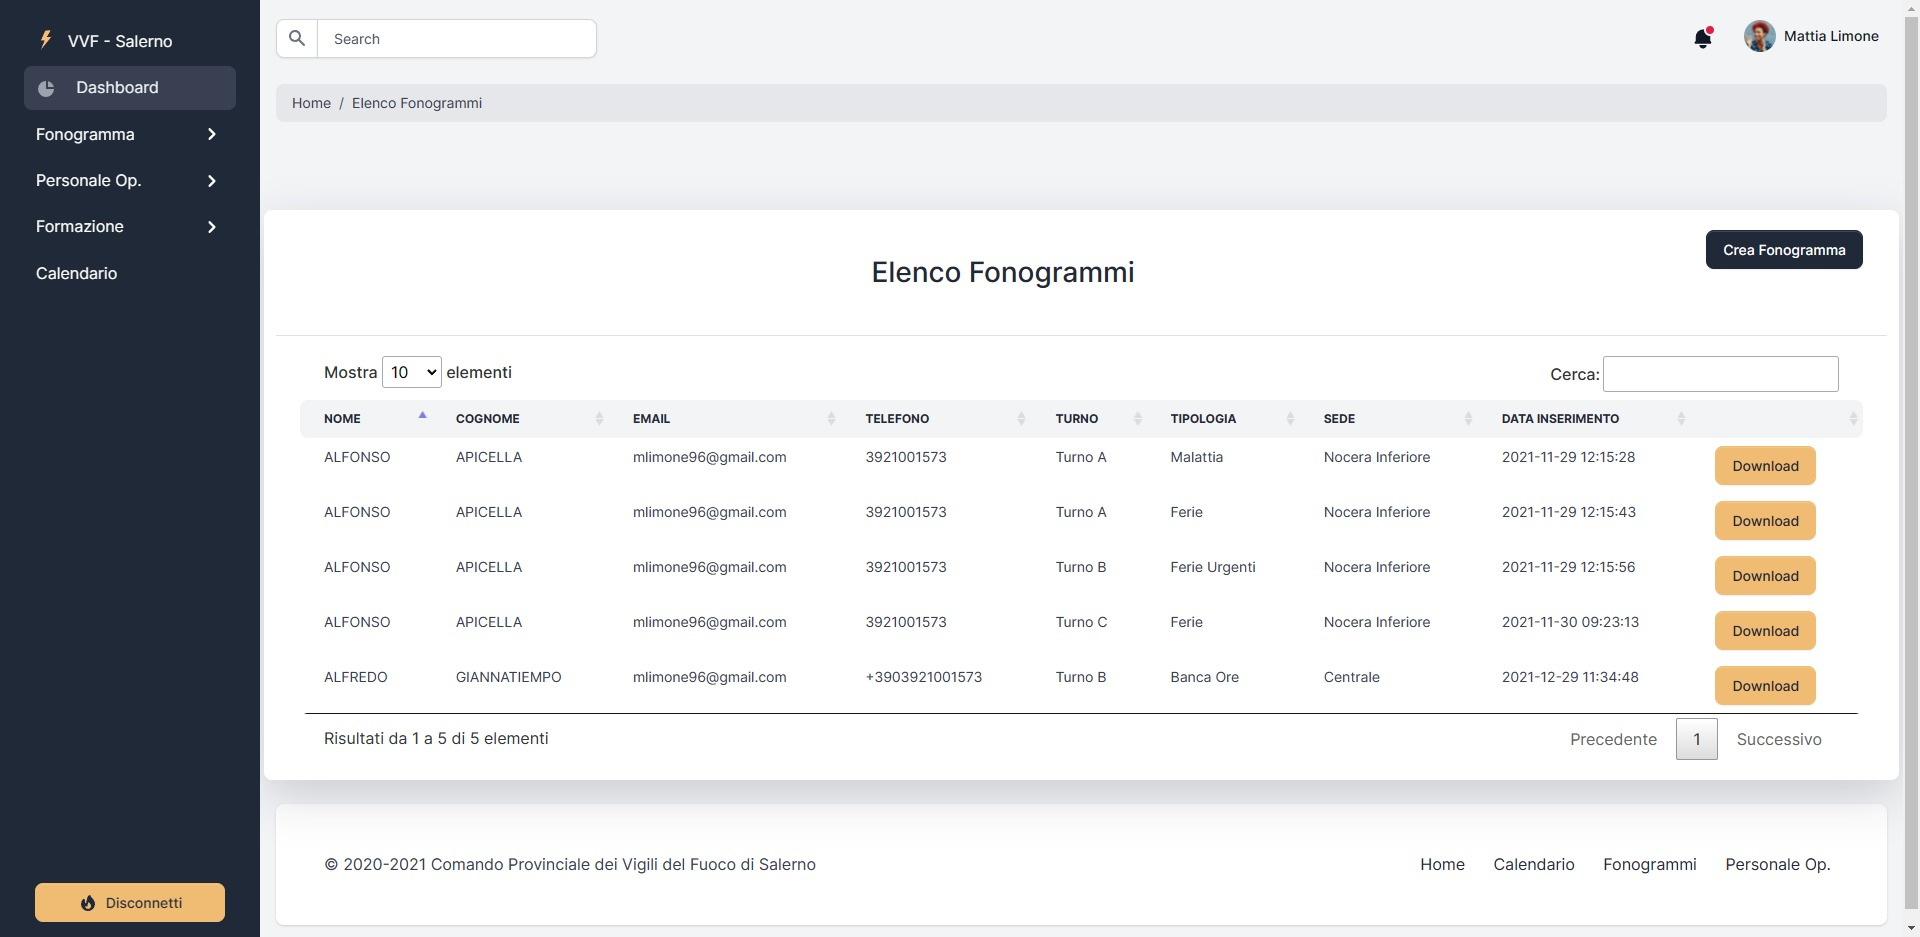 VVF - Salerno
Dashboard
Fonogramma
Personale Op.
Formazione
Calendario
Disconnetti
Search
Mattia Limone
Home / Elenco Fonogrammi
Crea Fonogramma
Elenco Fonogrammi
Mostra 10 elementi
Cerca:
NOME COGNOME EMAIL TELEFONO TURNO TIPOLOGIA SEDE DATA INSERIMENTO
ALFONSO APICELLA mlimone96@gmail.com 3921001573 Turno A Malattia Nocera Inferiore 2021-11-29 12:15:28 Download
ALFONSO APICELLA mlimone96@gmail.com 3921001573 Turno A Ferie Nocera Inferiore 2021-11-29 12:15:43 Download
ALFONSO APICELLA mlimone96@gmail.com 3921001573 Turno B Ferie Urgenti Nocera Inferiore 2021-11-29 12:15:56 Download
ALFONSO APICELLA mlimone96@gmail.com 3921001573 Turno C Ferie Nocera Inferiore 2021-11-30 09:23:13 Download
ALFREDO GIANNATIEMPO mlimone96@gmail.com +3903921001573 Turno B Banca Ore Centrale 2021-12-29 11:34:48 Download
Risultati da 1 a 5 di 5 elementi
Precedente 1 Successivo
© 2020-2021 Comando Provinciale dei Vigili del Fuoco di Salerno
Home Calendario Fonogrammi Personale Op.